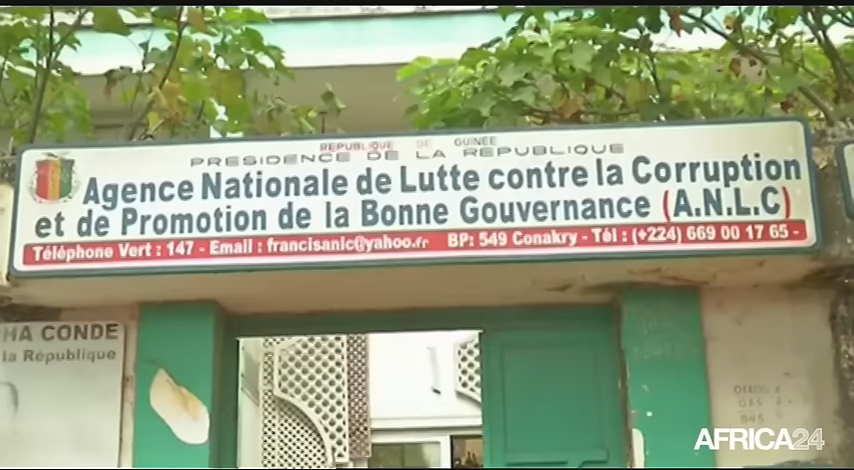 REPUBLIQUE DE GUINEE
PRESIDENCE DE LA REPUBLIQUE
Agence Nationale de Lutte contre la Corruption
et de Promotion de la Bonne Gouvernance (A.N.L.C)
Téléphone Vert : 147 - Email : francisanlc@yahoo.fr BP: 549 Conakry - Tél : (+224) 669 00 17 65 -
HA CONDE
la République
AFRICA24